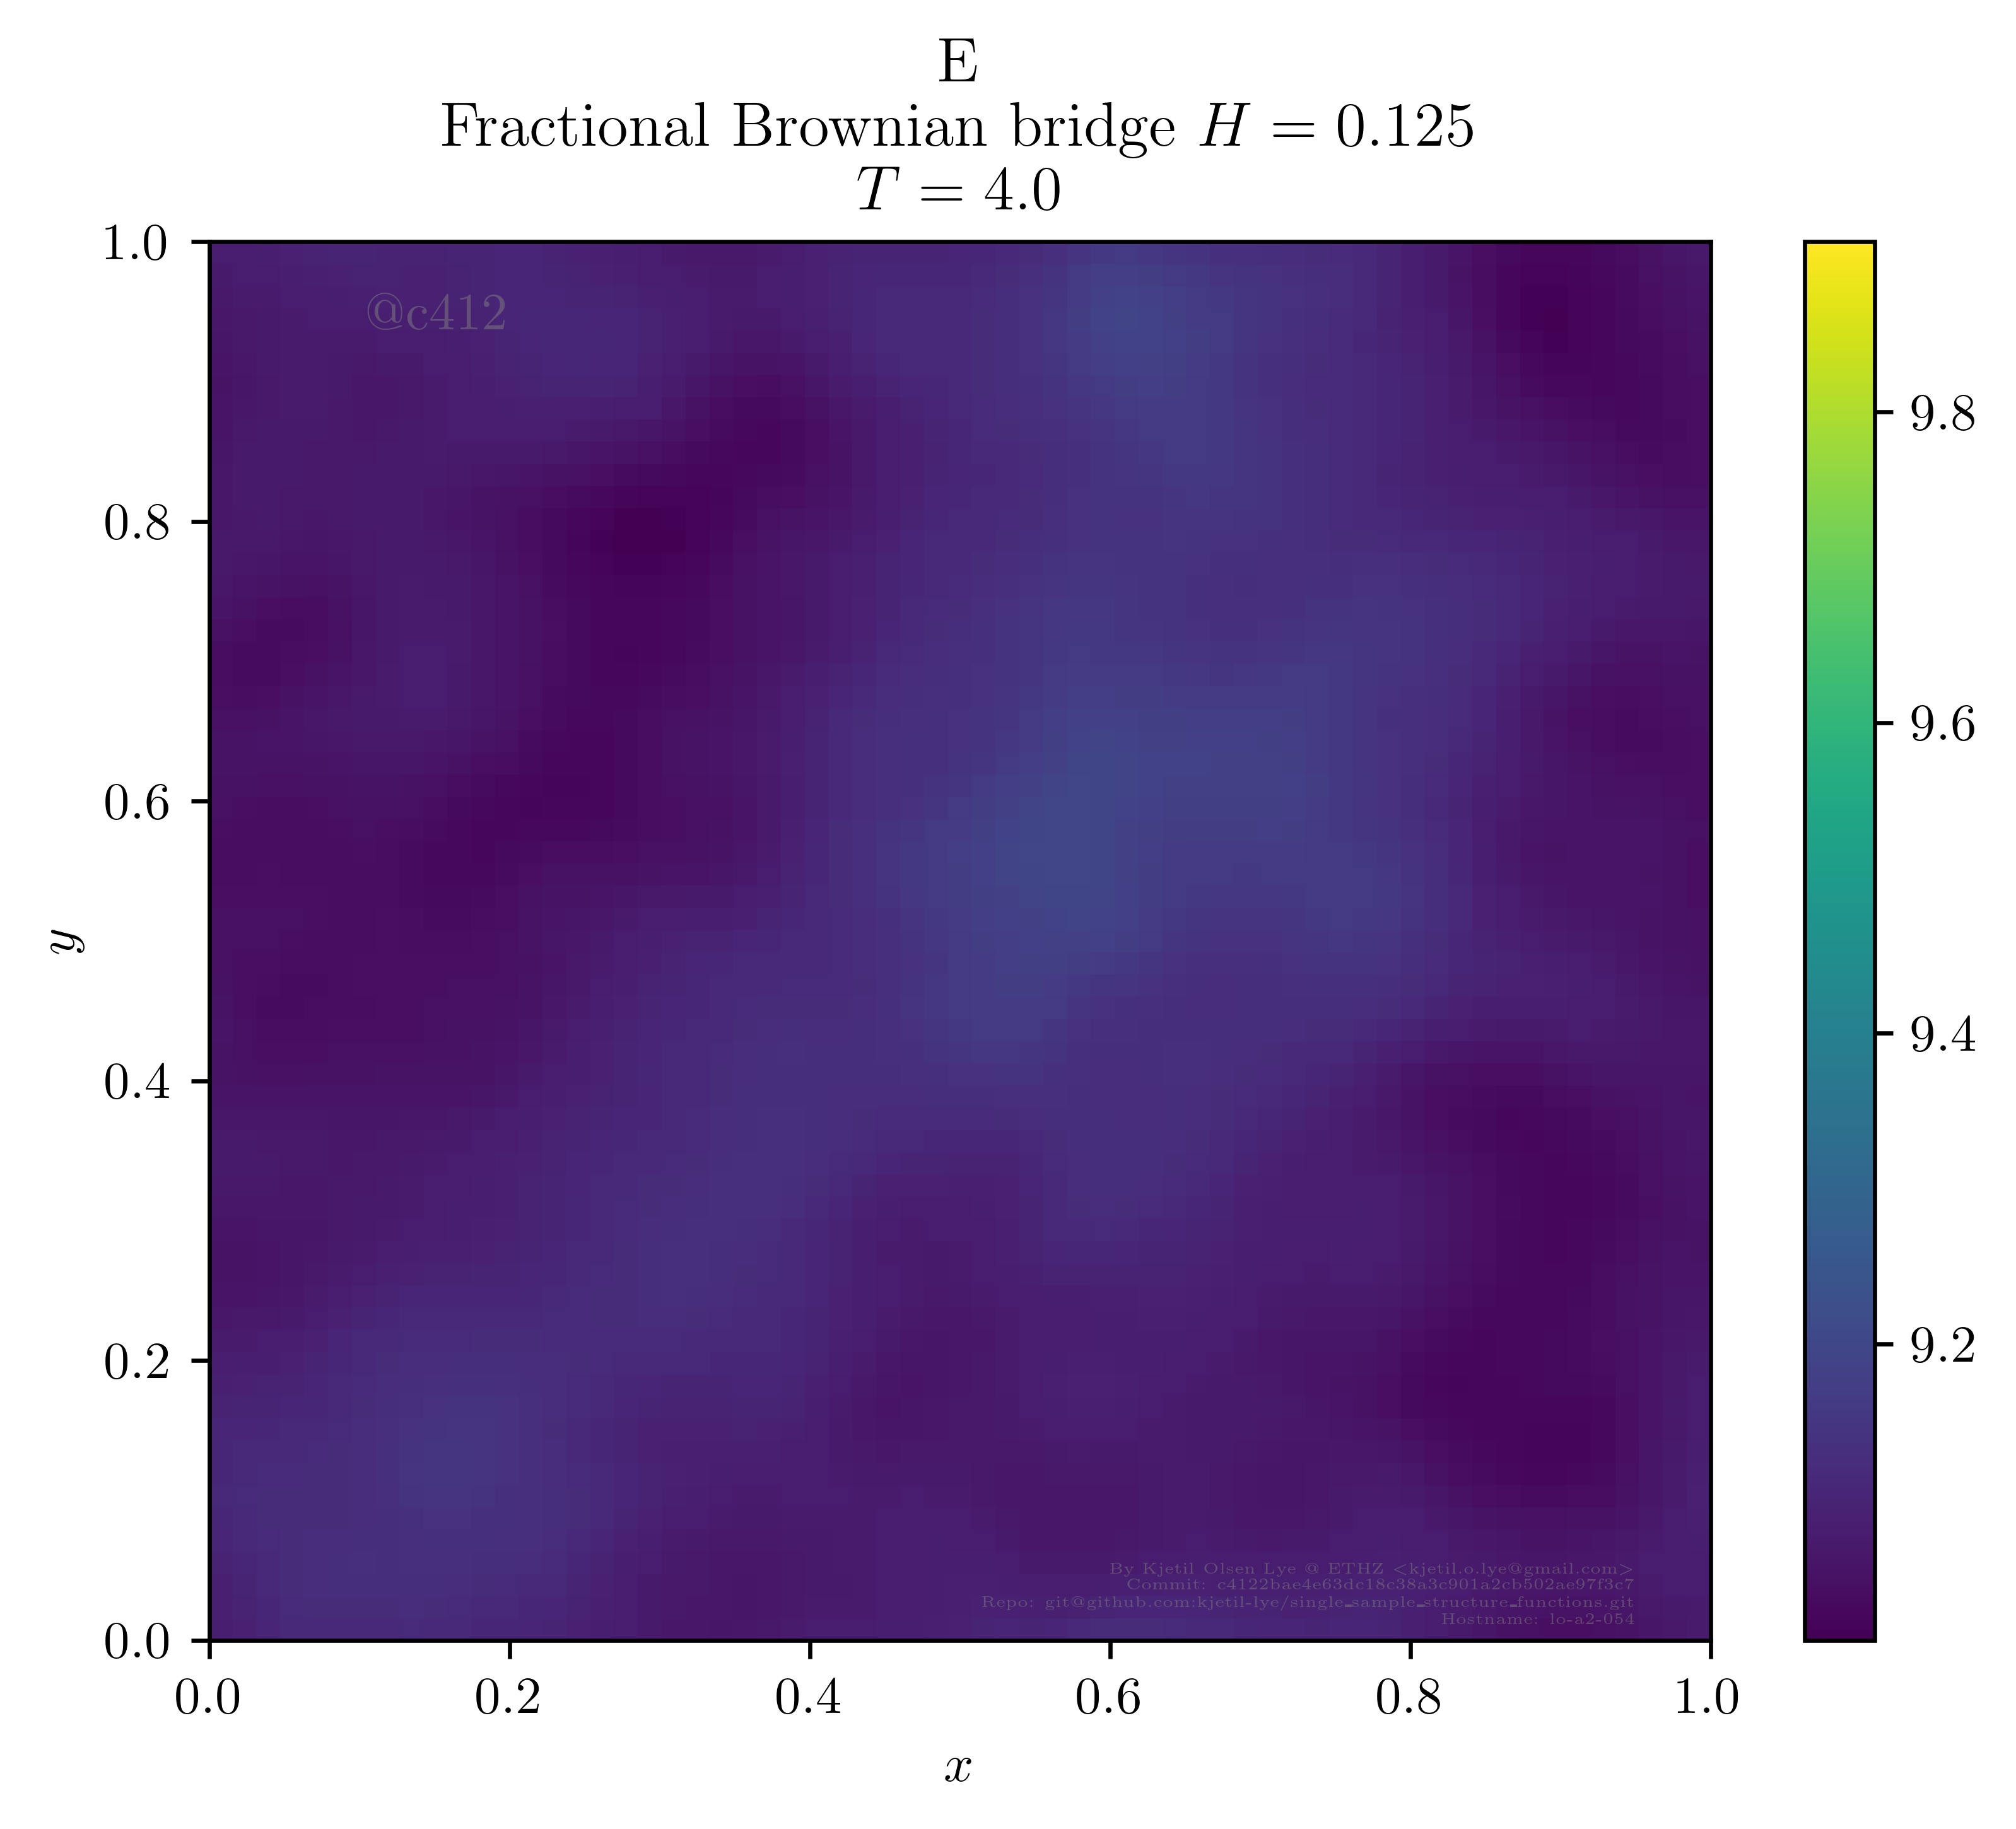 E
Fractional Brownian bridge H = 0.125
T = 4.0
@c412
1.0
0.8
0.6
0.4
0.2
0.0
y
0.0 0.2 0.4 0.6 0.8 1.0
x
9.8
9.6
9.4
9.2
By Kjetil Olsen Lye @ ETHZ <kjetil.o.lye@gmail.com>
Commit: c4122bae4e63dc18c38a3c901a2cb502ae97f3c7
Repo: git@github.com:kjetil-lye/single_sample_structure_functions.git
Hostname: lo-a2-054